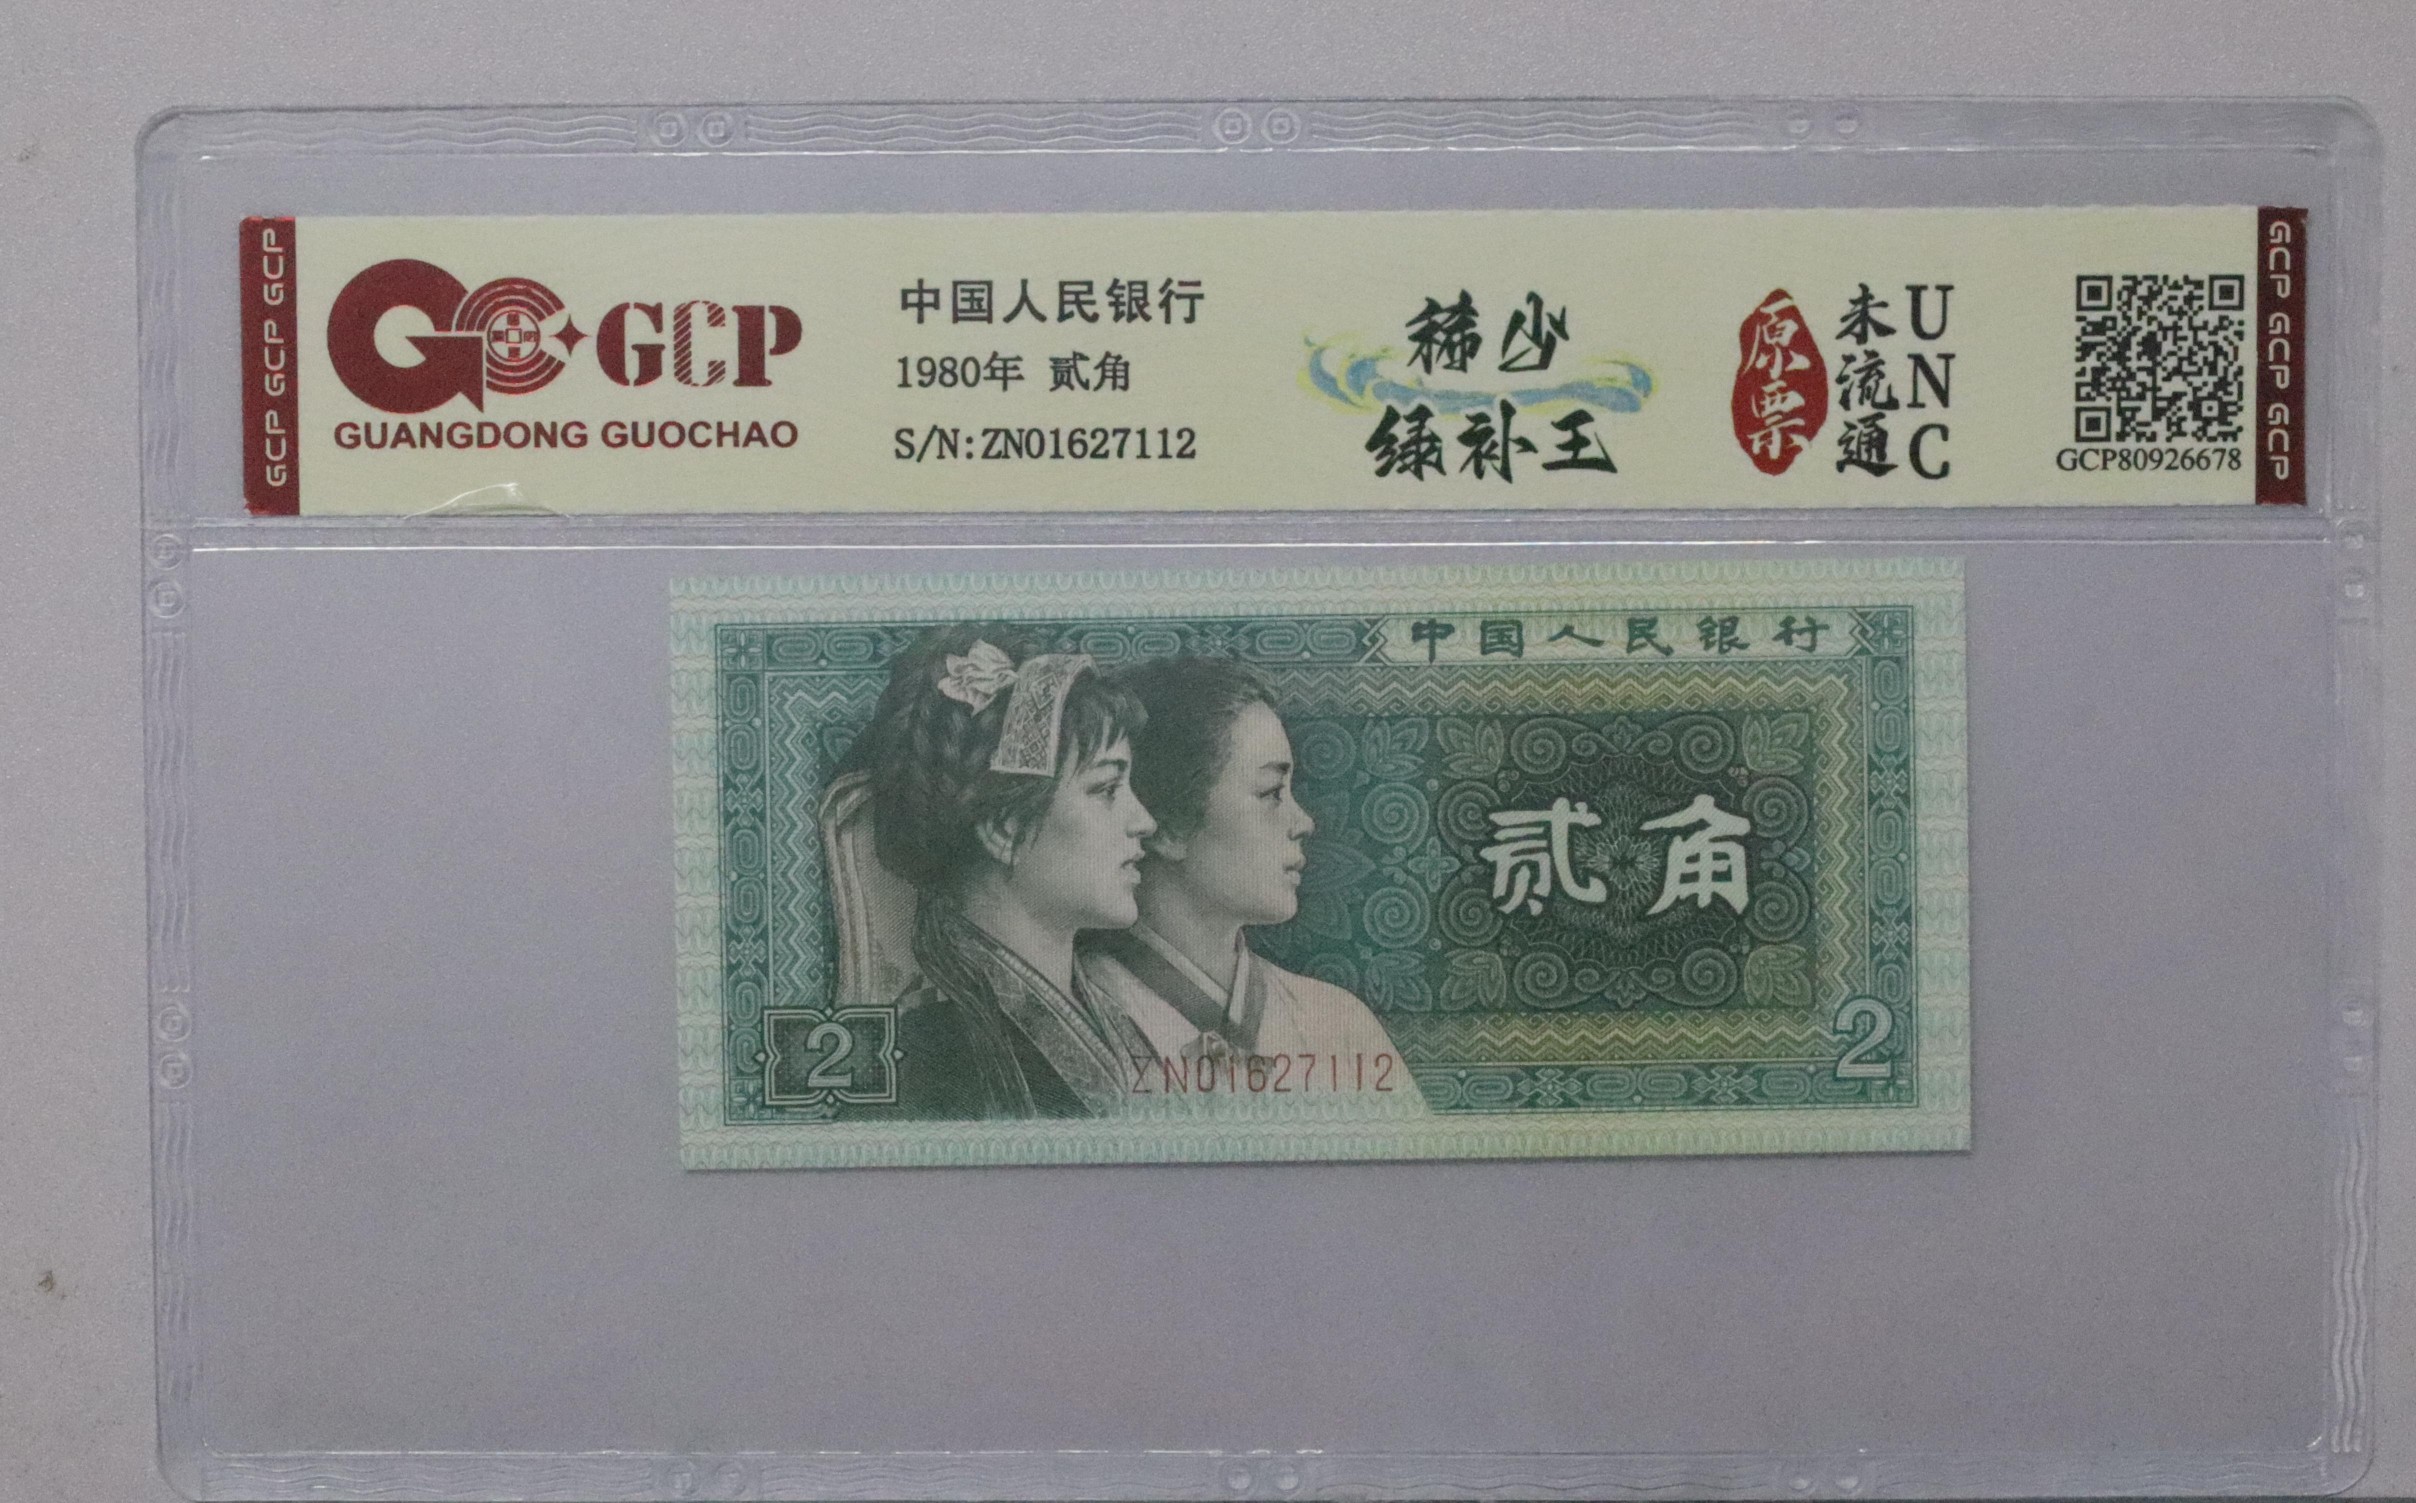 GCP GCP GCP
GCP
GUANGDONG GUOCHAO
中国人民银行
1980年 贰角
S/N:ZN01627112
稀少
绿补王
原票
未流通
UNC
GCP80926678
GCP GCP GCP
中国人民银行
贰角
2
2
ZN01627112